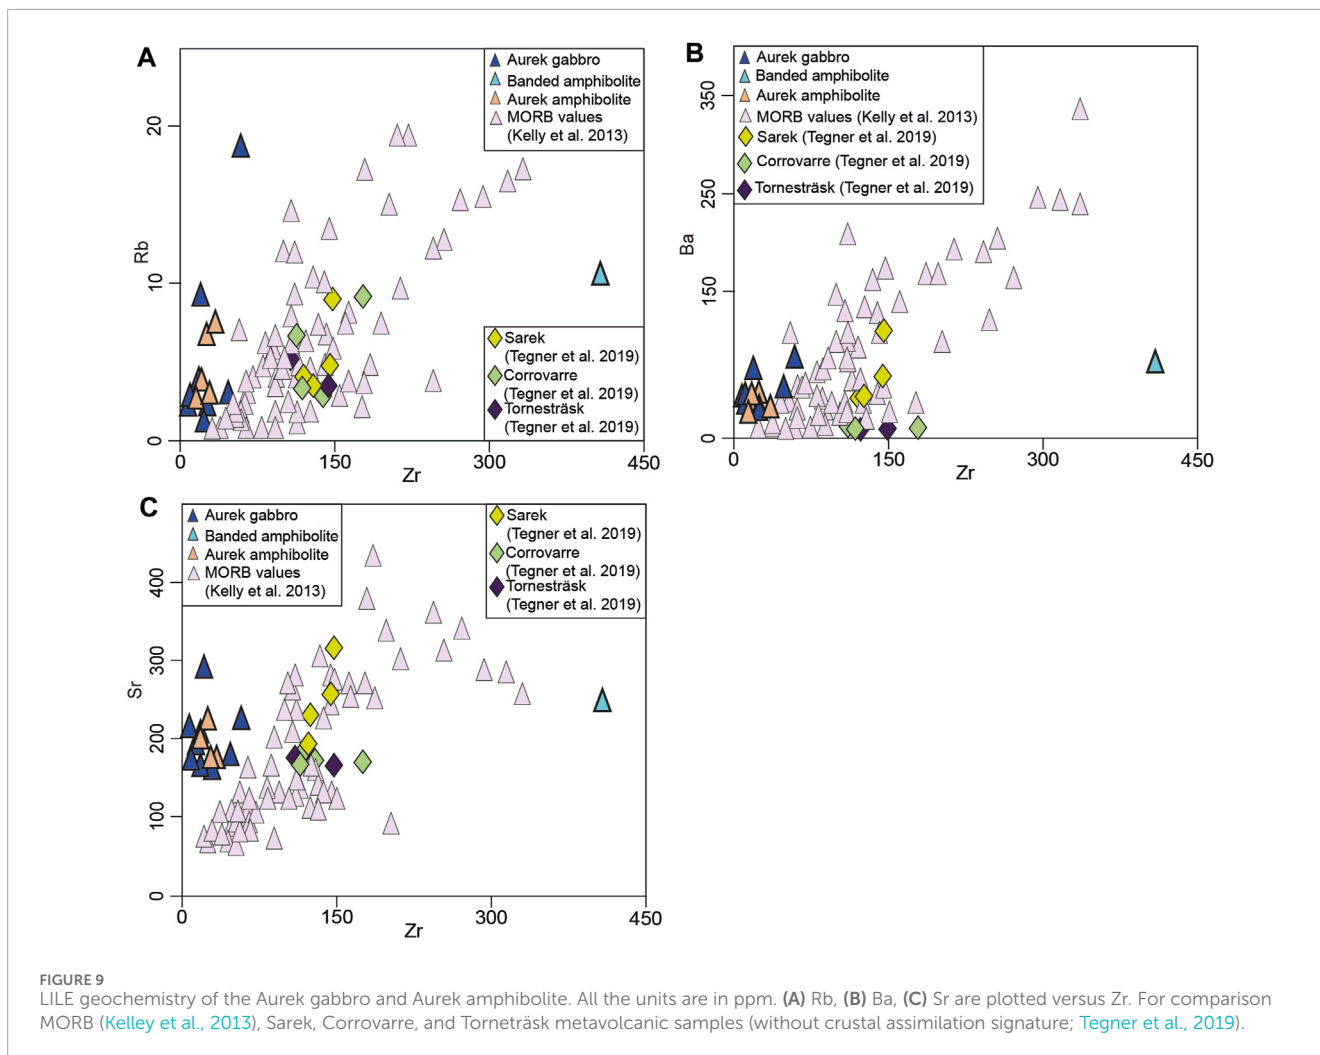 A
Aurek gabbro
Banded amphibolite
Aurek amphibolite
MORB values
(Kelly et al. 2013)
20
10
0
Rb
Sarek
(Tegner et al. 2019)
Corrovarre
(Tegner et al. 2019)
Tornesträsk
(Tegner et al. 2019)
0
150
300
450
Zr
B
Aurek gabbro
Banded amphibolite
Aurek amphibolite
MORB values (Kelly et al. 2013)
Sarek (Tegner et al. 2019)
Corrovarre (Tegner et al. 2019)
Tornesträsk (Tegner et al. 2019)
350
250
150
0
Ba
0
150
300
450
Zr
C
Aurek gabbro
Banded amphibolite
Aurek amphibolite
MORB values
(Kelly et al. 2013)
Sarek
(Tegner et al. 2019)
Corrovarre
(Tegner et al. 2019)
Tornesträsk
(Tegner et al. 2019)
400
300
200
100
0
Sr
0
150
300
450
Zr
FIGURE 9
LILE geochemistry of the Aurek gabbro and Aurek amphibolite. All the units are in ppm. (A) Rb, (B) Ba, (C) Sr are plotted versus Zr. For comparison
MORB (Kelley et al., 2013), Sarek, Corrovarre, and Torneträsk metavolcanic samples (without crustal assimilation signature; Tegner et al., 2019).